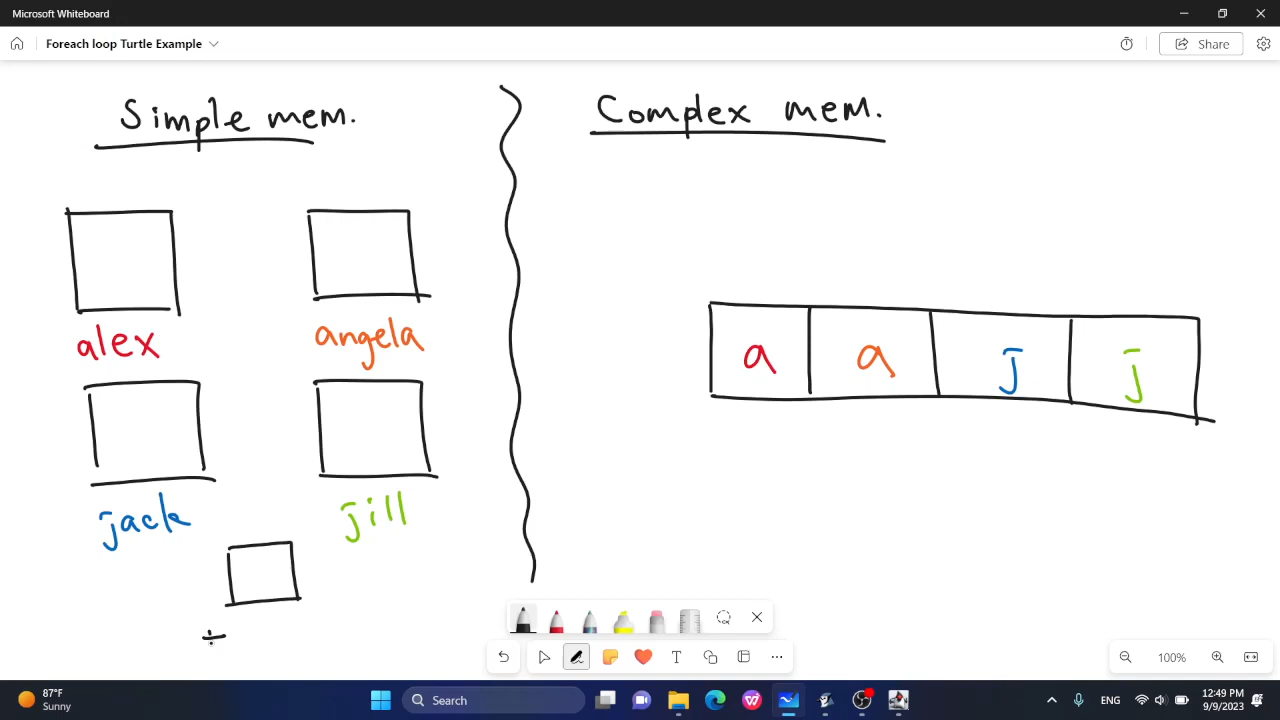 Microsoft Whiteboard
Foreach loop Turtle Example
Share
Simple mem.
Complex mem.
alex
angela
jack
jill
a a j j
100%
87°F
Sunny
Search
ENG
12:49 PM
9/9/2023